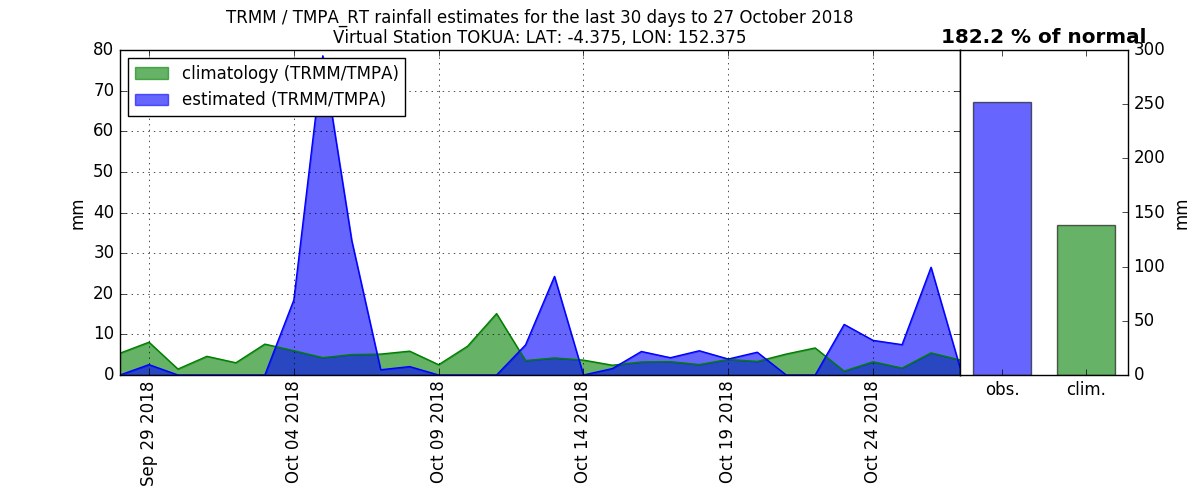 TRMM / TMPA_RT rainfall estimates for the last 30 days to 27 October 2018
Virtual Station TOKUA: LAT: -4.375, LON: 152.375
182.2 % of normal
climatology (TRMM/TMPA)
estimated (TRMM/TMPA)
80
70
60
50
40
30
20
10
0
mm
Sep 29 2018
Oct 04 2018
Oct 09 2018
Oct 14 2018
Oct 19 2018
Oct 24 2018
300
250
200
150
100
50
0
mm
obs.
clim.